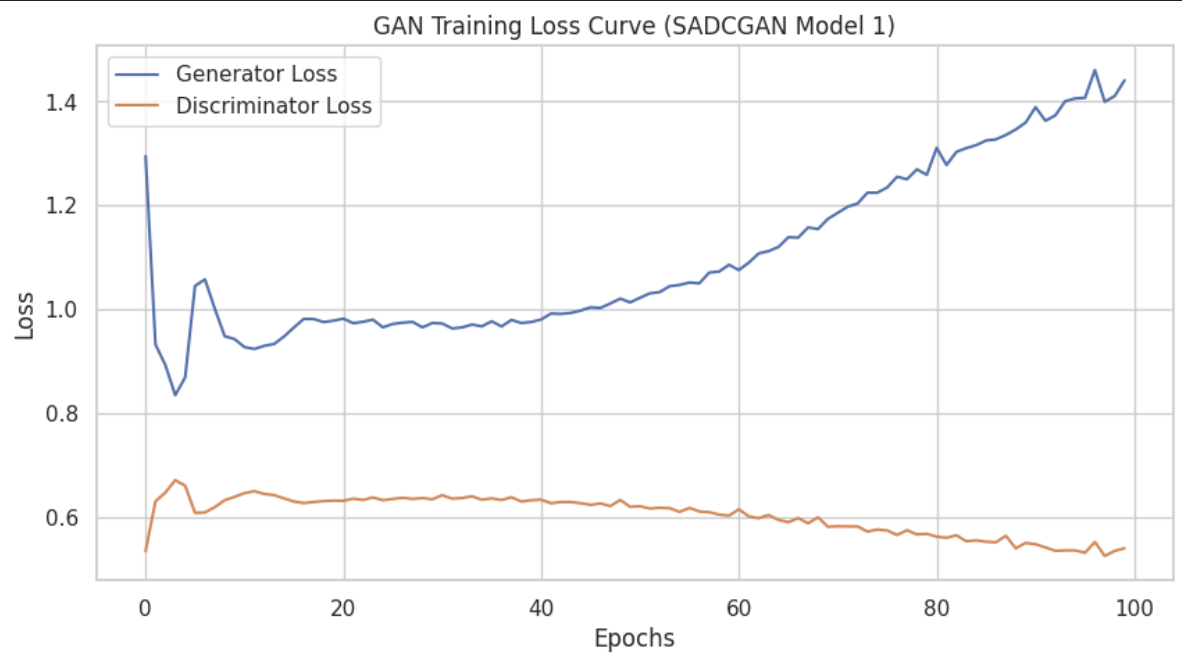 GAN Training Loss Curve (SADCGAN Model 1)
Generator Loss
Discriminator Loss
Loss
1.4
1.2
1.0
0.8
0.6
0 20 40 60 80 100
Epochs